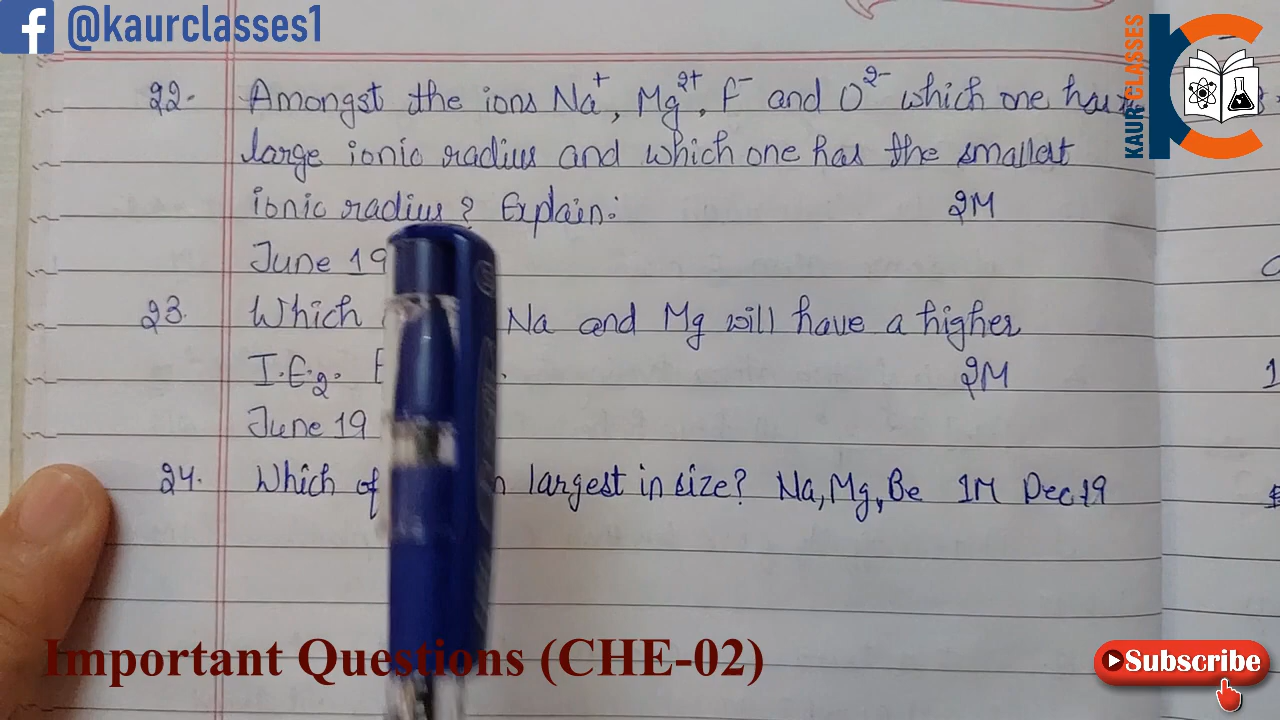 f @kaurclasses1
KAUR CLASSES
22. Amongst the ions Na⁺, Mg²⁺, F⁻ and O²⁻ which one has
large ionic radius and which one has the smallest
ionic radius? Explain. 2M
June 19
23. Which Na and Mg will have a higher
I.E₂. 2M
June 19
24. Which of largest in size? Na, Mg, Be 1M Dec 19
Important Questions (CHE-02)
Subscribe